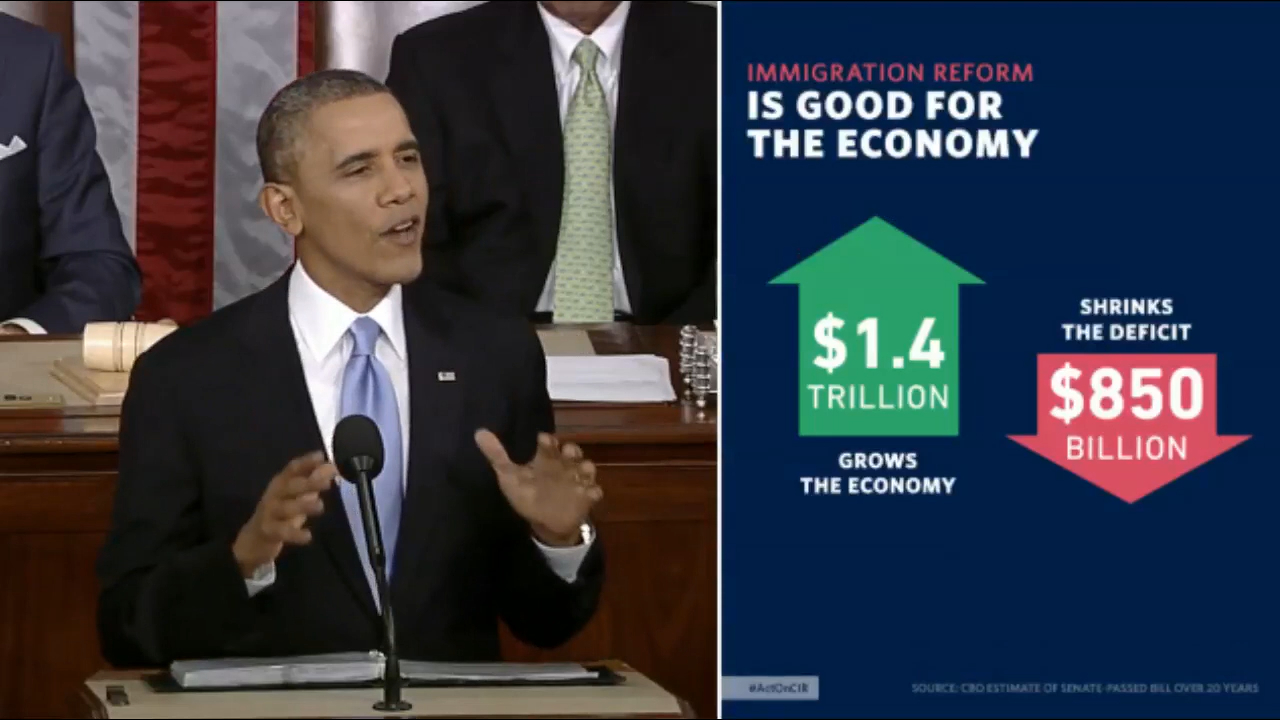 IMMIGRATION REFORM
IS GOOD FOR
THE ECONOMY
$1.4
TRILLION
GROWS
THE ECONOMY
SHRINKS
THE DEFICIT
$850
BILLION
#ActOnCIR
SOURCE: CBO ESTIMATE OF SENATE-PASSED BILL OVER 20 YEARS